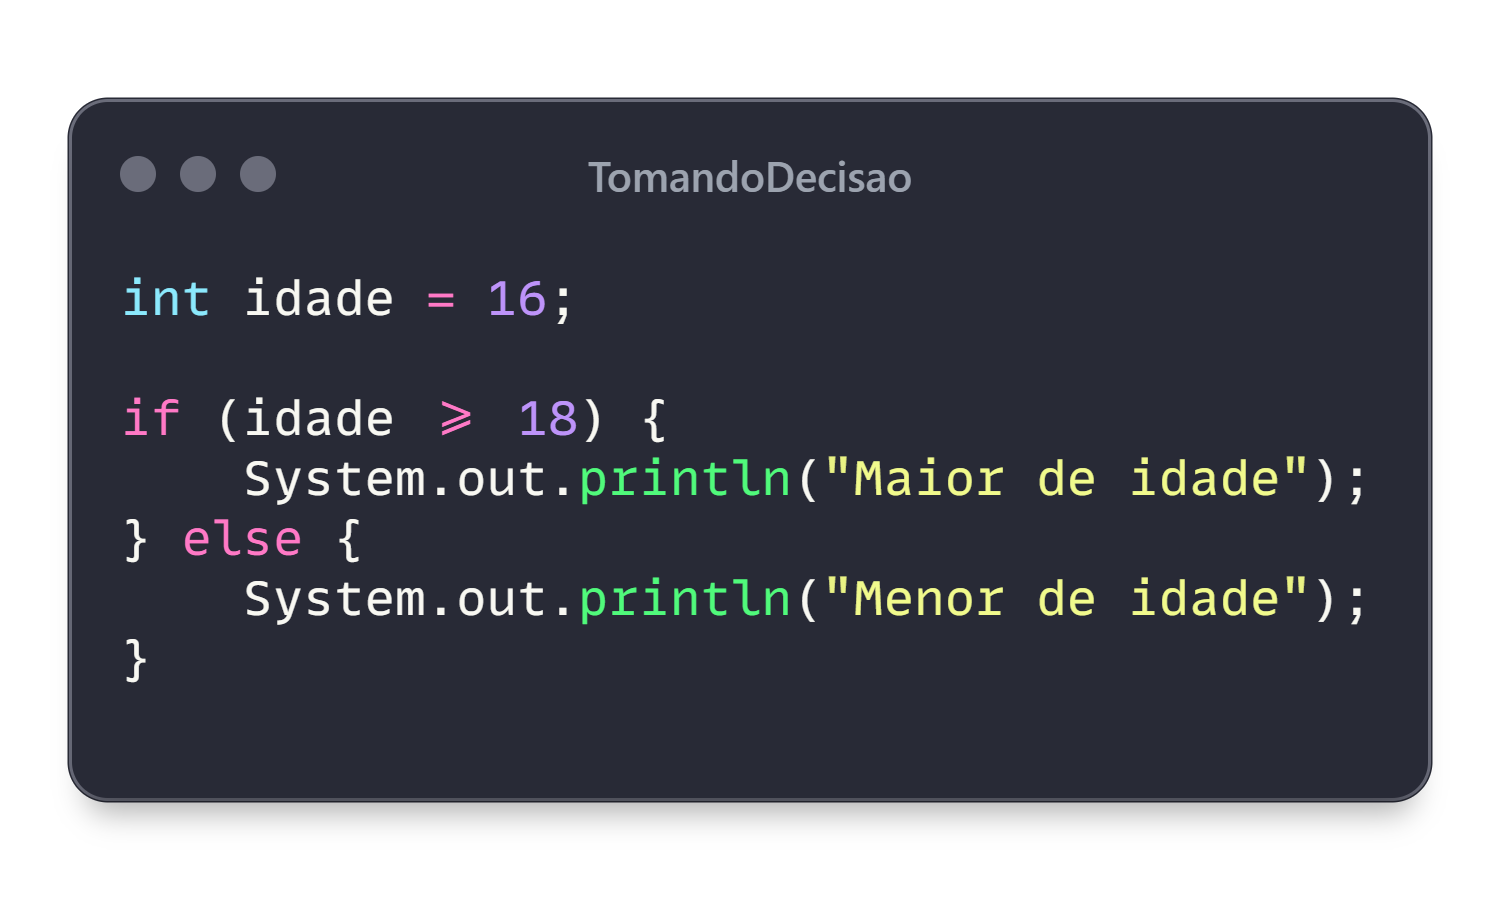 TomandoDecisao
int idade = 16;
if (idade >= 18) {
    System.out.println("Maior de idade");
} else {
    System.out.println("Menor de idade");
}